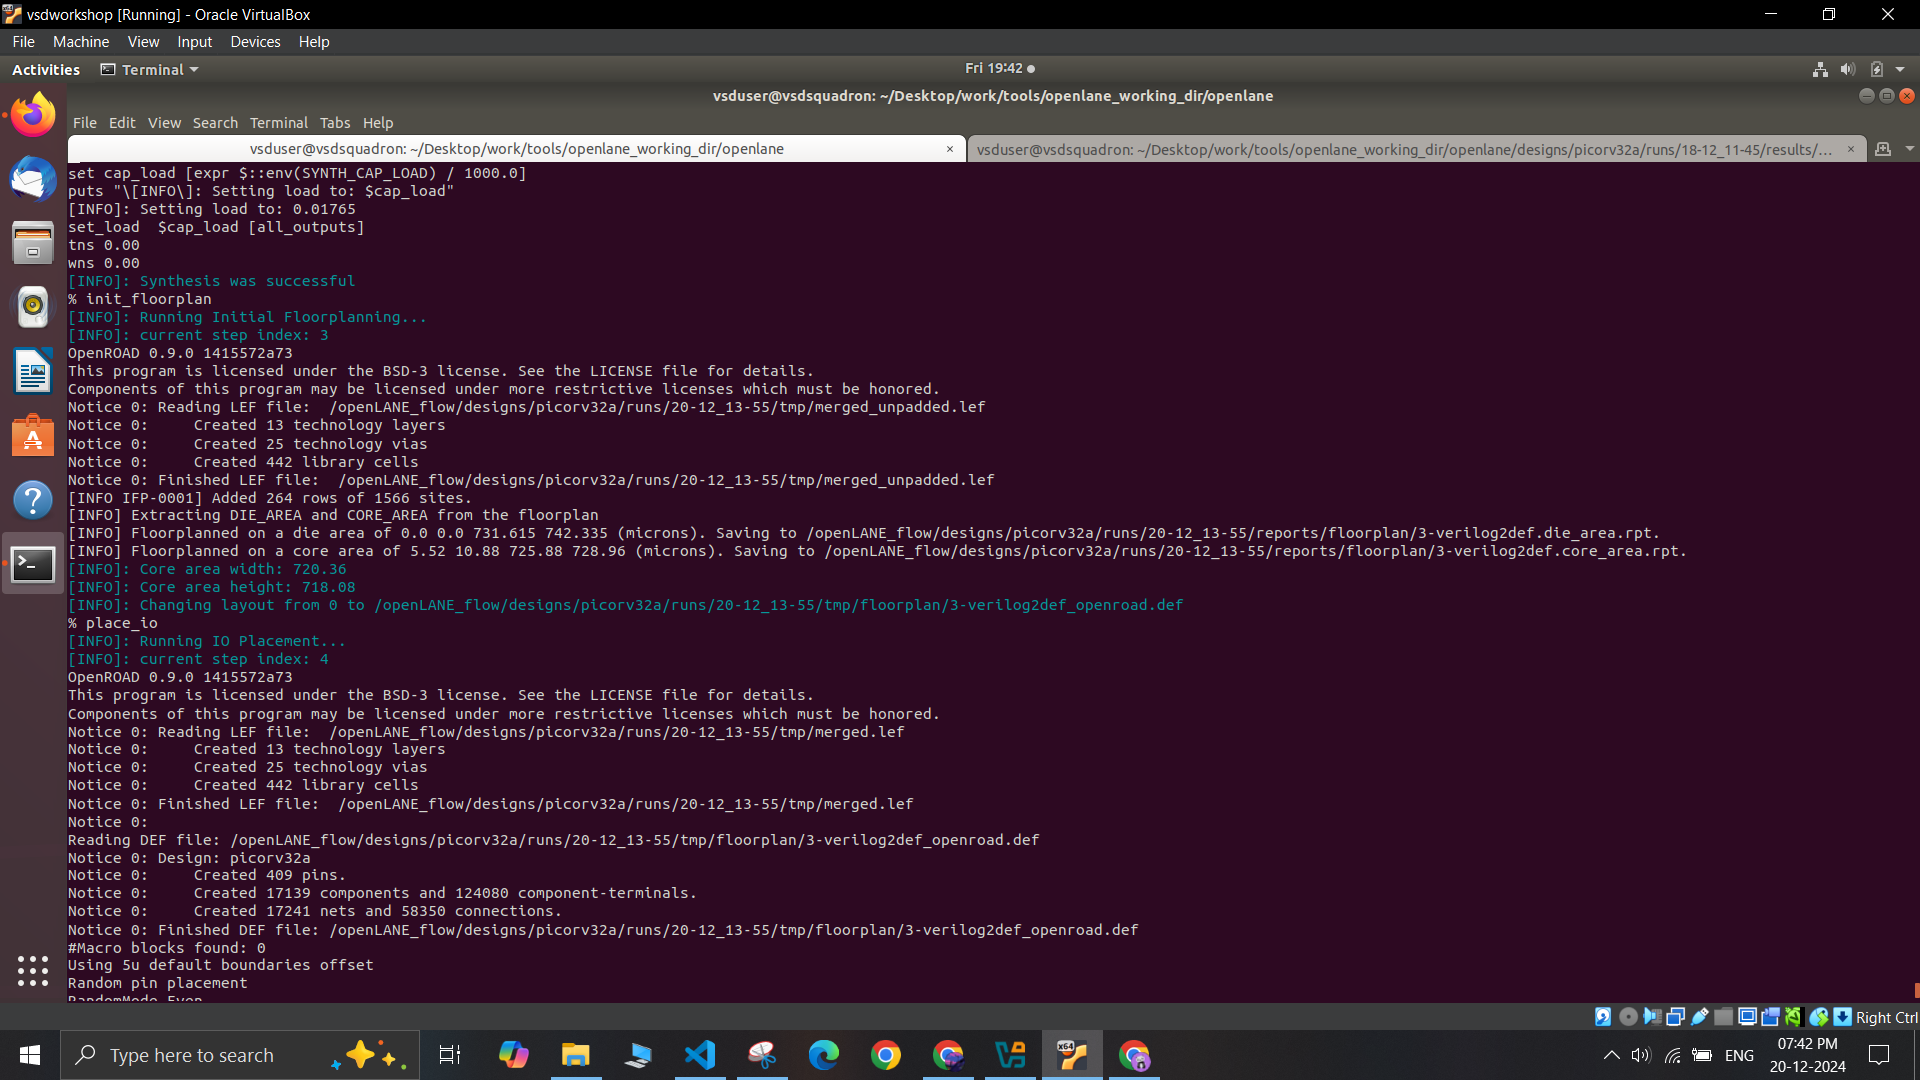 vsdworkshop [Running] - Oracle VirtualBox
File Machine View Input Devices Help
Activities Terminal Fri 19:42
vsduser@vsdsquadron: ~/Desktop/work/tools/openlane_working_dir/openlane
File Edit View Search Terminal Tabs Help
vsduser@vsdsquadron: ~/Desktop/work/tools/openlane_working_dir/openlane × vsduser@vsdsquadron: ~/Desktop/work/tools/openlane_working_dir/openlane/designs/picorv32a/runs/18-12_11-45/results/... ×
set cap_load [expr $::env(SYNTH_CAP_LOAD) / 1000.0]
puts "\[INFO\]: Setting load to: $cap_load"
[INFO]: Setting load to: 0.01765
set_load  $cap_load [all_outputs]
tns 0.00
wns 0.00
[INFO]: Synthesis was successful
% init_floorplan
[INFO]: Running Initial Floorplanning...
[INFO]: current step index: 3
OpenROAD 0.9.0 1415572a73
This program is licensed under the BSD-3 license. See the LICENSE file for details.
Components of this program may be licensed under more restrictive licenses which must be honored.
Notice 0: Reading LEF file:  /openLANE_flow/designs/picorv32a/runs/20-12_13-55/tmp/merged_unpadded.lef
Notice 0:     Created 13 technology layers
Notice 0:     Created 25 technology vias
Notice 0:     Created 442 library cells
Notice 0: Finished LEF file:  /openLANE_flow/designs/picorv32a/runs/20-12_13-55/tmp/merged_unpadded.lef
[INFO IFP-0001] Added 264 rows of 1566 sites.
[INFO] Extracting DIE_AREA and CORE_AREA from the floorplan
[INFO] Floorplanned on a die area of 0.0 0.0 731.615 742.335 (microns). Saving to /openLANE_flow/designs/picorv32a/runs/20-12_13-55/reports/floorplan/3-verilog2def.die_area.rpt.
[INFO] Floorplanned on a core area of 5.52 10.88 725.88 728.96 (microns). Saving to /openLANE_flow/designs/picorv32a/runs/20-12_13-55/reports/floorplan/3-verilog2def.core_area.rpt.
[INFO]: Core area width: 720.36
[INFO]: Core area height: 718.08
[INFO]: Changing layout from 0 to /openLANE_flow/designs/picorv32a/runs/20-12_13-55/tmp/floorplan/3-verilog2def_openroad.def
% place_io
[INFO]: Running IO Placement...
[INFO]: current step index: 4
OpenROAD 0.9.0 1415572a73
This program is licensed under the BSD-3 license. See the LICENSE file for details.
Components of this program may be licensed under more restrictive licenses which must be honored.
Notice 0: Reading LEF file:  /openLANE_flow/designs/picorv32a/runs/20-12_13-55/tmp/merged.lef
Notice 0:     Created 13 technology layers
Notice 0:     Created 25 technology vias
Notice 0:     Created 442 library cells
Notice 0: Finished LEF file:  /openLANE_flow/designs/picorv32a/runs/20-12_13-55/tmp/merged.lef
Notice 0:
Reading DEF file: /openLANE_flow/designs/picorv32a/runs/20-12_13-55/tmp/floorplan/3-verilog2def_openroad.def
Notice 0: Design: picorv32a
Notice 0:     Created 409 pins.
Notice 0:     Created 17139 components and 124080 component-terminals.
Notice 0:     Created 17241 nets and 58350 connections.
Notice 0: Finished DEF file: /openLANE_flow/designs/picorv32a/runs/20-12_13-55/tmp/floorplan/3-verilog2def_openroad.def
#Macro blocks found: 0
Using 5u default boundaries offset
Random pin placement
RandomMode Even
Right Ctrl
Type here to search
ENG
07:42 PM
20-12-2024